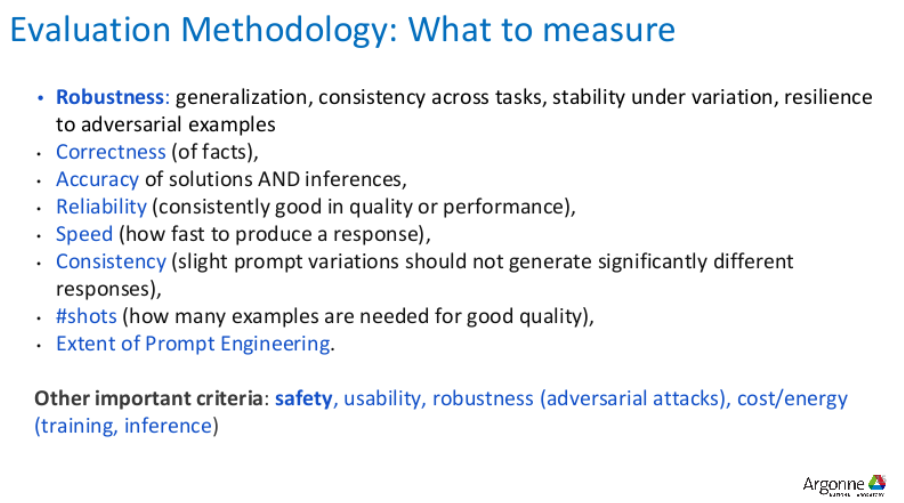 Evaluation Methodology: What to measure
• Robustness: generalization, consistency across tasks, stability under variation, resilience
to adversarial examples
• Correctness (of facts),
• Accuracy of solutions AND inferences,
• Reliability (consistently good in quality or performance),
• Speed (how fast to produce a response),
• Consistency (slight prompt variations should not generate significantly different
responses),
• #shots (how many examples are needed for good quality),
• Extent of Prompt Engineering.
Other important criteria: safety, usability, robustness (adversarial attacks), cost/energy
(training, inference)
Argonne